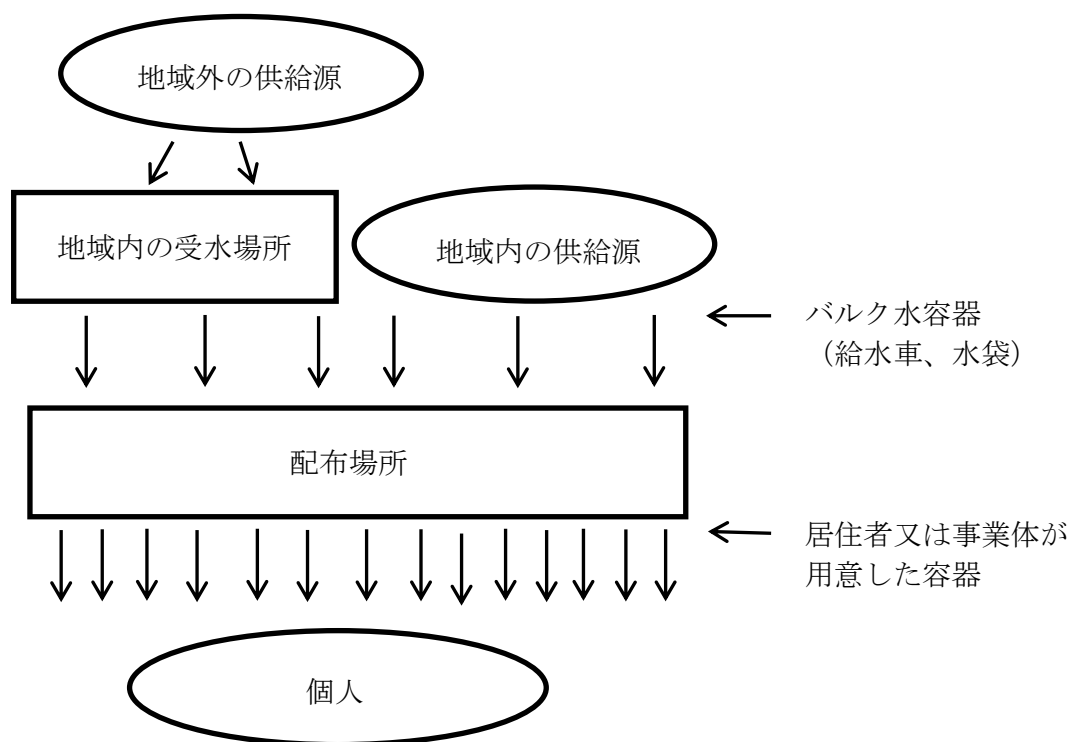 地域外の供給源
地域内の受水場所
地域内の供給源
バルク水容器
（給水車、水袋）
配布場所
居住者又は事業体が
用意した容器
個人